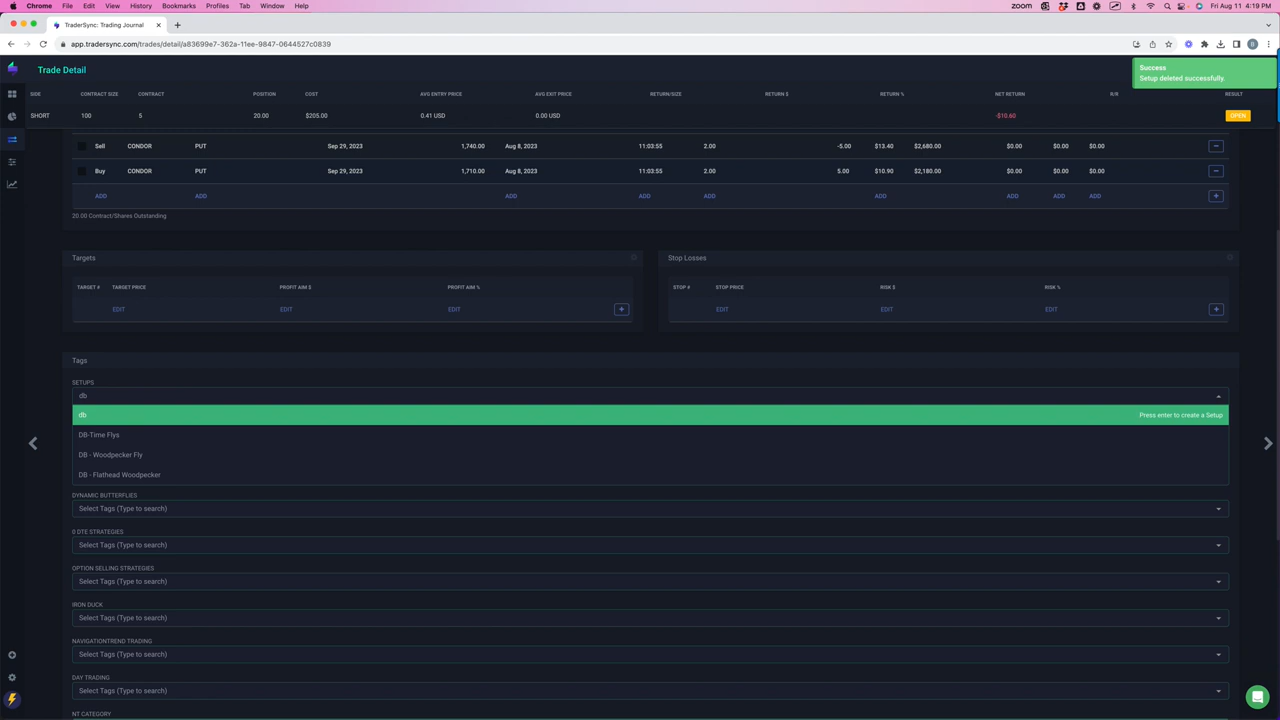 Chrome File Edit View History Bookmarks Profiles Tab Window Help zoom Fri Aug 11 4:19 PM
TraderSync: Trading Journal
app.tradersync.com/trades/detail/a83699e7-362a-11ee-9847-0644527c0839
Trade Detail
Success
Setup deleted successfully.
SIDE CONTRACT SIZE CONTRACT POSITION COST AVG ENTRY PRICE AVG EXIT PRICE RETURN/SIZE RETURN $ RETURN % NET RETURN R/R RESULT
SHORT 100 5 20.00 $205.00 0.41 USD 0.00 USD -$10.60 OPEN
Sell CONDOR PUT Sep 29, 2023 1,740.00 Aug 8, 2023 11:03:55 2.00 -5.00 $13.40 $2,680.00 $0.00 $0.00 $0.00
Buy CONDOR PUT Sep 29, 2023 1,710.00 Aug 8, 2023 11:03:55 2.00 5.00 $10.90 $2,180.00 $0.00 $0.00 $0.00
ADD ADD ADD ADD ADD ADD ADD ADD ADD
20.00 Contract/Shares Outstanding
Targets
TARGET # TARGET PRICE PROFIT AIM $ PROFIT AIM %
EDIT EDIT EDIT
Stop Losses
STOP # STOP PRICE RISK $ RISK %
EDIT EDIT EDIT
Tags
SETUPS
db
db Press enter to create a Setup
DB-Time Flys
DB - Woodpecker Fly
DB - Flathead Woodpecker
DYNAMIC BUTTERFLIES
Select Tags (Type to search)
0 DTE STRATEGIES
Select Tags (Type to search)
OPTION SELLING STRATEGIES
Select Tags (Type to search)
IRON DUCK
Select Tags (Type to search)
NAVIGATIONTREND TRADING
Select Tags (Type to search)
DAY TRADING
Select Tags (Type to search)
NT CATEGORY